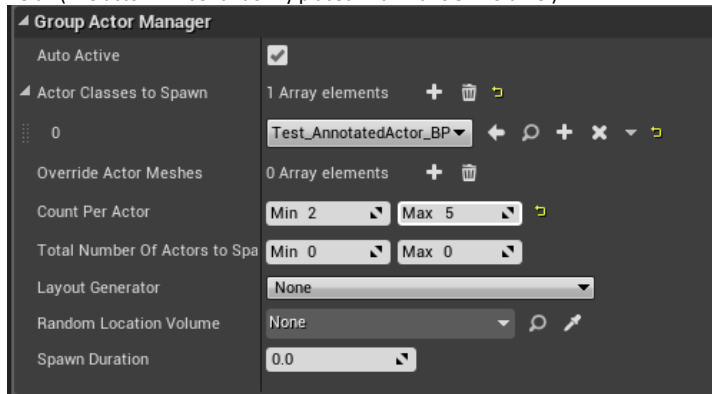 Group Actor Manager
Auto Active
Actor Classes to Spawn 1 Array elements
0 Test_AnnotatedActor_BP
Override Actor Meshes 0 Array elements
Count Per Actor Min 2 Max 5
Total Number Of Actors to Spa Min 0 Max 0
Layout Generator None
Random Location Volume None
Spawn Duration 0.0